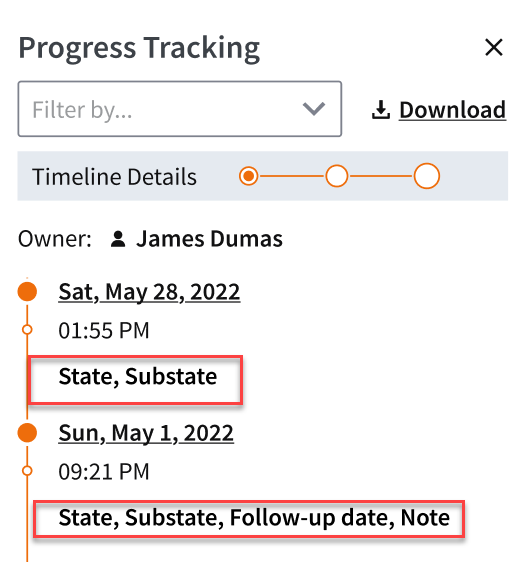 Progress Tracking
Filter by...
Download
Timeline Details
Owner: James Dumas
Sat, May 28, 2022
01:55 PM
State, Substate
Sun, May 1, 2022
09:21 PM
State, Substate, Follow-up date, Note